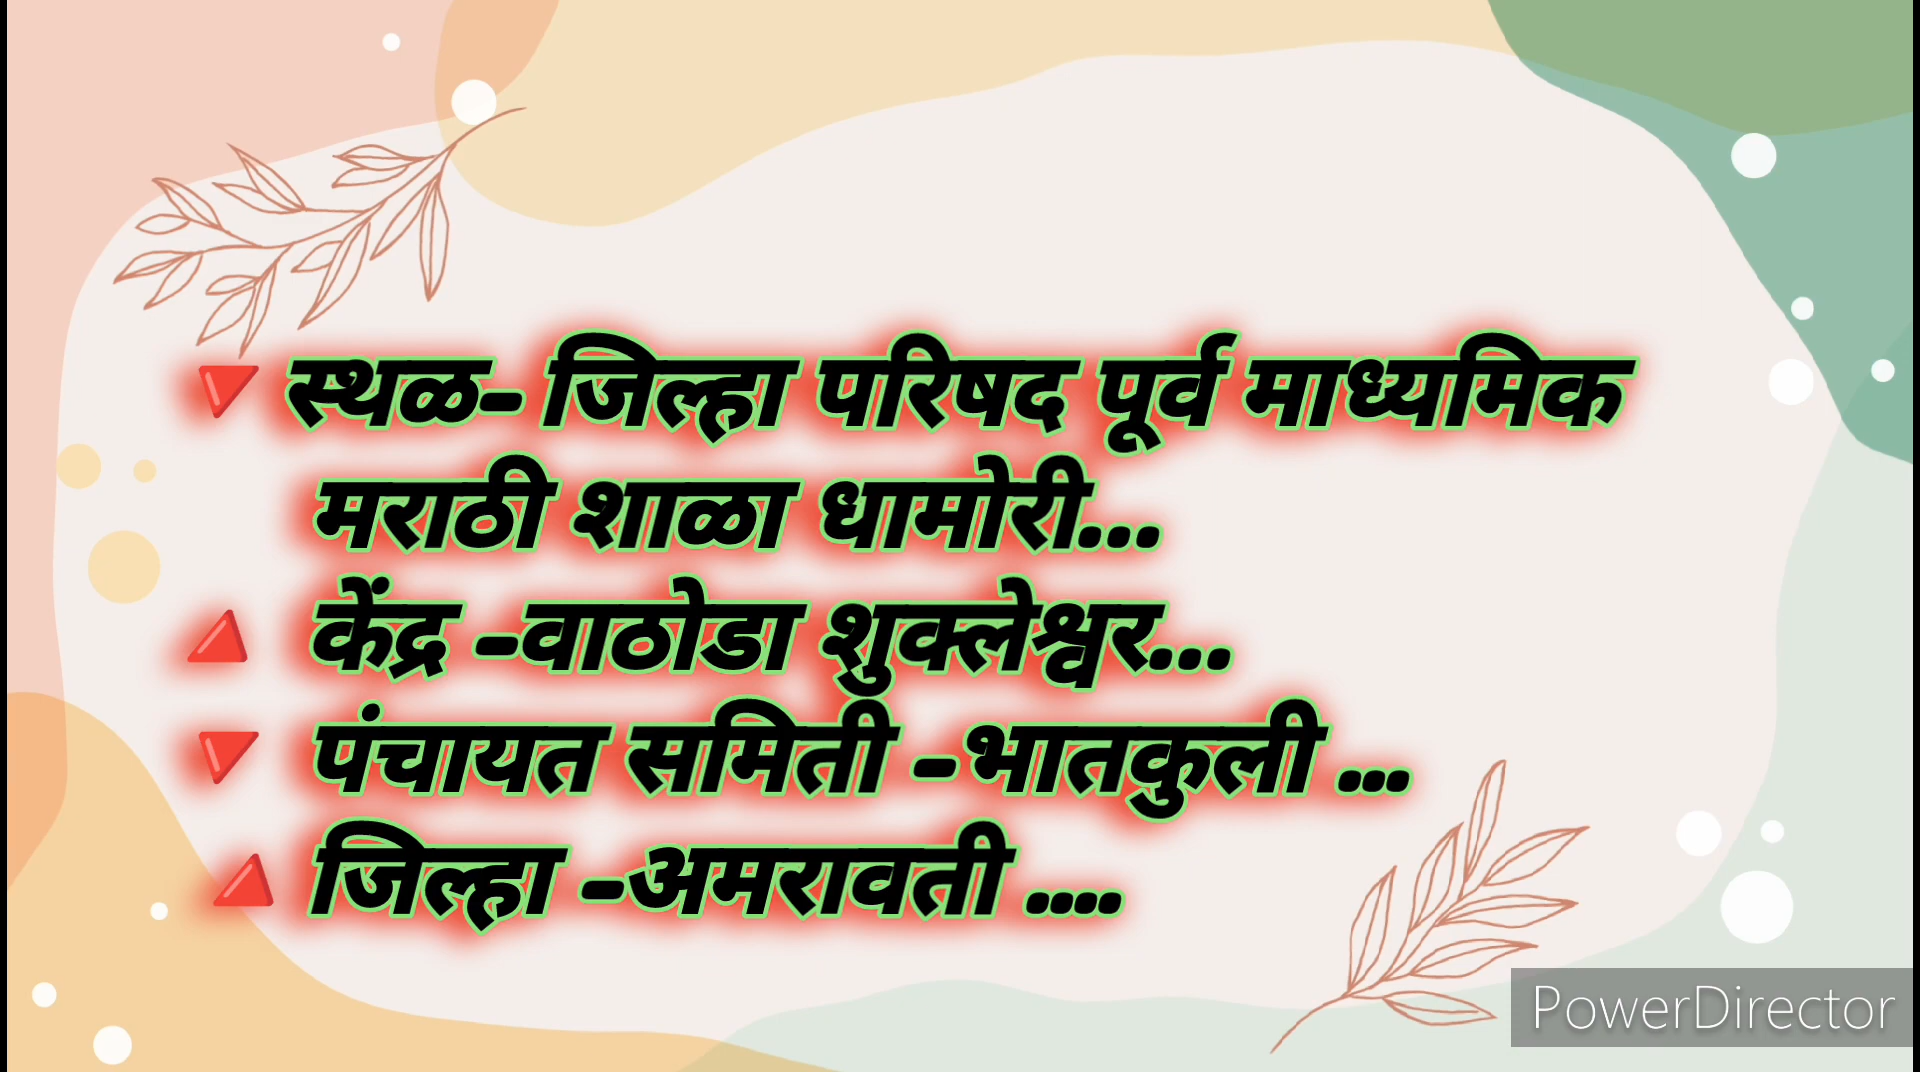 🔻स्थळ- जिल्हा परिषद पूर्व माध्यमिक
मराठी शाळा धामोरी...
🔺 केंद्र -वाठोडा शुक्लेश्वर...
🔻 पंचायत समिती -भातकुली ...
🔺 जिल्हा -अमरावती ....
PowerDirector